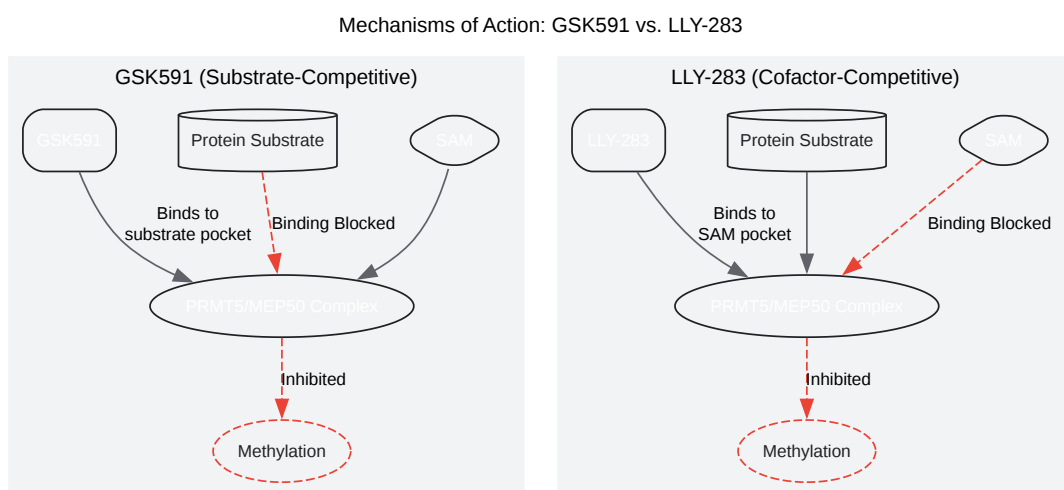 Mechanisms of Action: GSK591 vs. LLY-283
GSK591 (Substrate-Competitive)
GSK591
Protein Substrate
SAM
Binds to
substrate pocket
Binding Blocked
PRMT5/MEP50 Complex
Inhibited
Methylation
LLY-283 (Cofactor-Competitive)
LLY-283
Protein Substrate
SAM
Binds to
SAM pocket
Binding Blocked
PRMT5/MEP50 Complex
Inhibited
Methylation